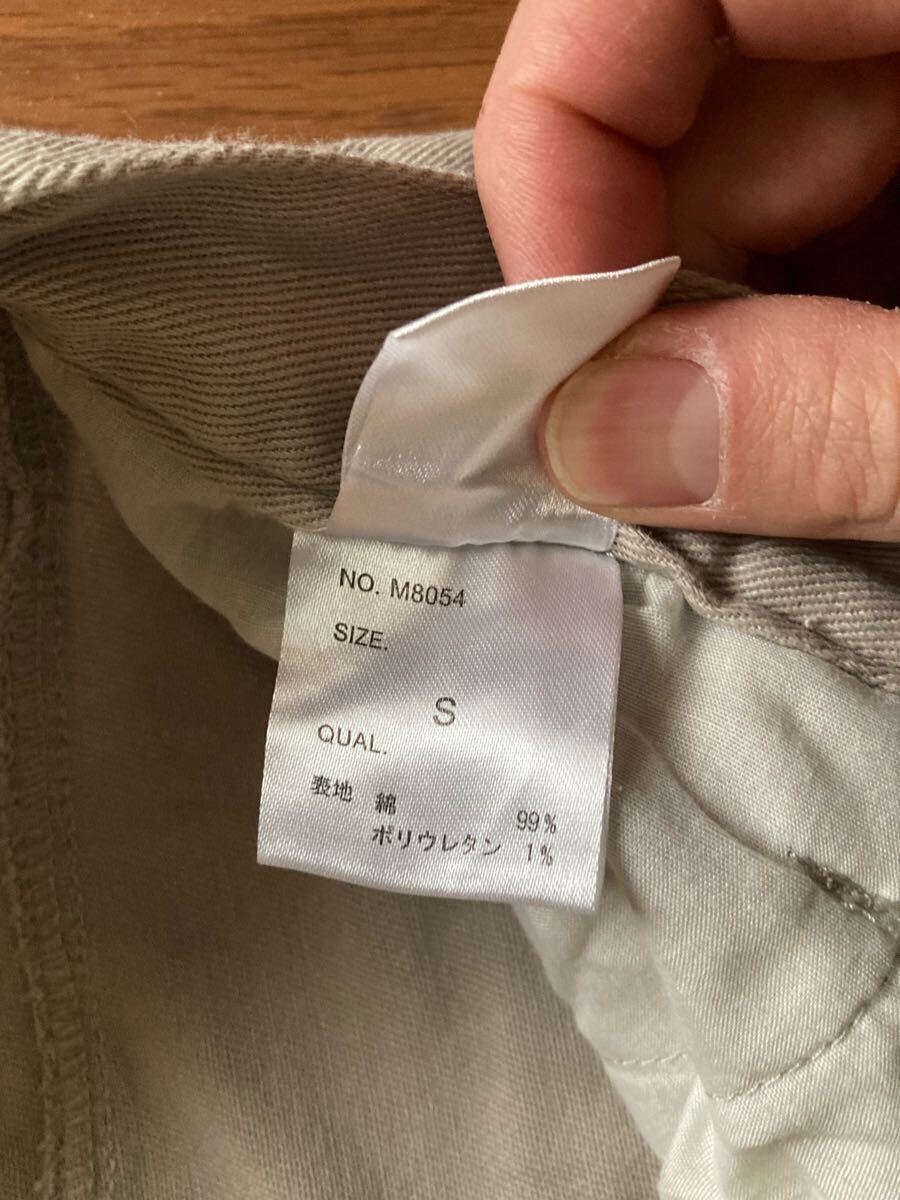 NO. M8054
SIZE.
S
QUAL.
表地 綿 99%
ポリウレタン 1%